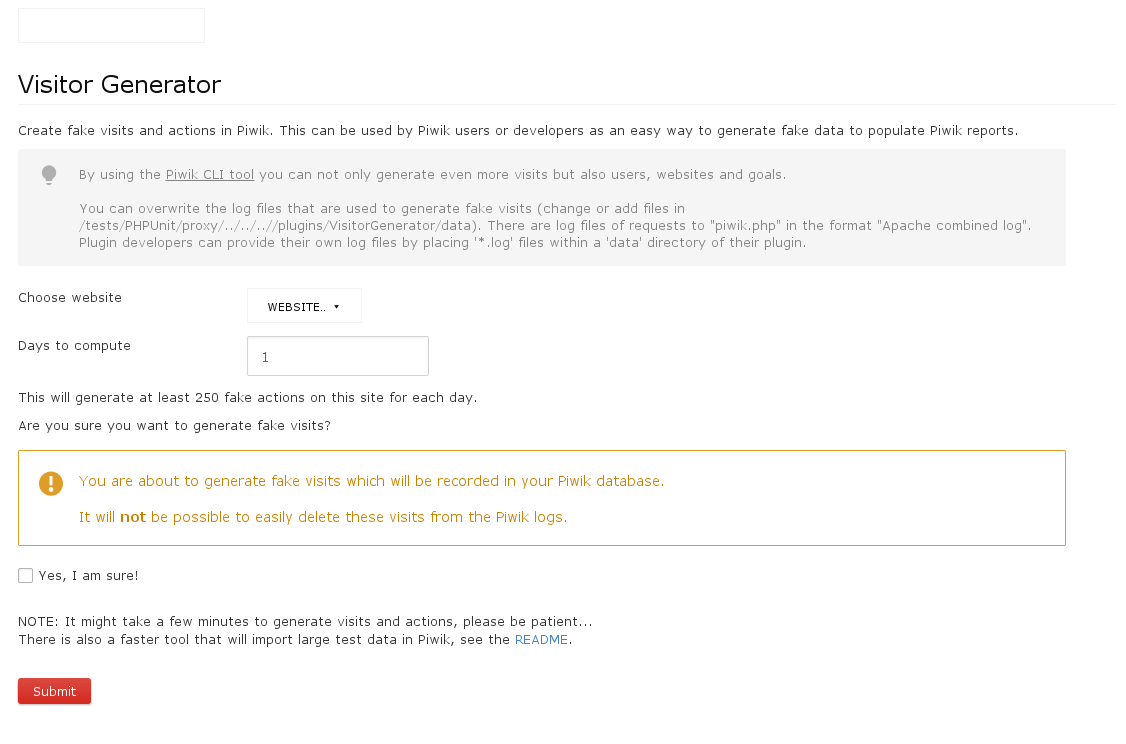 Visitor Generator
Create fake visits and actions in Piwik. This can be used by Piwik users or developers as an easy way to generate fake data to populate Piwik reports.
By using the Piwik CLI tool you can not only generate even more visits but also users, websites and goals.
You can overwrite the log files that are used to generate fake visits (change or add files in
/tests/PHPUnit/proxy/../../..//plugins/VisitorGenerator/data). There are log files of requests to "piwik.php" in the format "Apache combined log".
Plugin developers can provide their own log files by placing '*.log' files within a 'data' directory of their plugin.
Choose website
WEBSITE..
Days to compute
1
This will generate at least 250 fake actions on this site for each day.
Are you sure you want to generate fake visits?
You are about to generate fake visits which will be recorded in your Piwik database.
It will not be possible to easily delete these visits from the Piwik logs.
Yes, I am sure!
NOTE: It might take a few minutes to generate visits and actions, please be patient...
There is also a faster tool that will import large test data in Piwik, see the README.
Submit